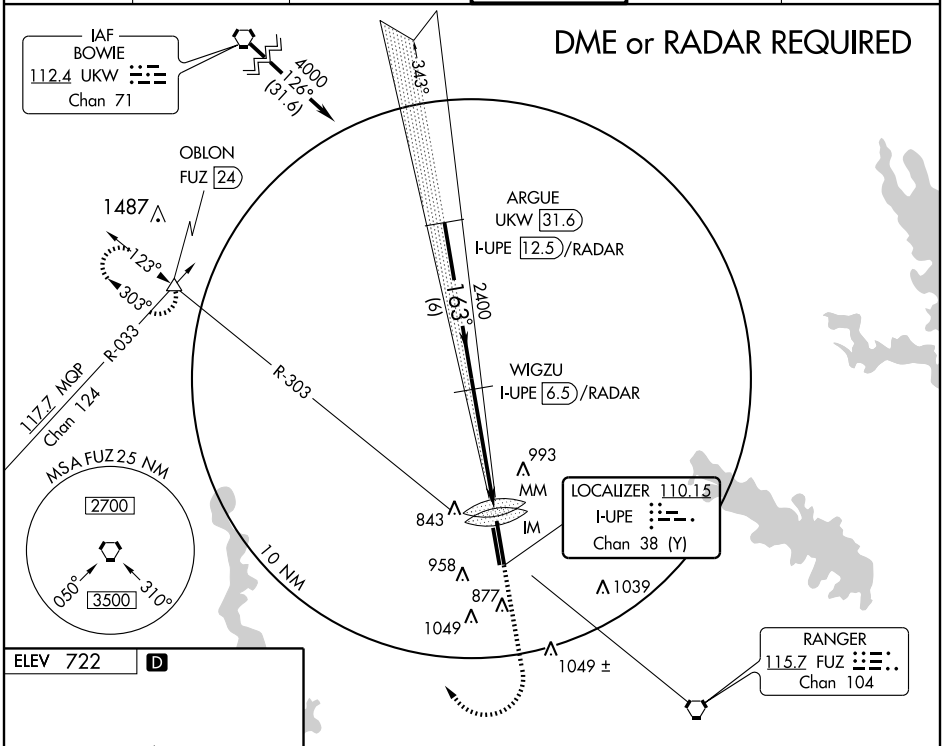 DME or RADAR REQUIRED
IAF
BOWIE
112.4 UKW
Chan 71
4000
126°
(31.6)
343°
OBLON
FUZ 24
1487
123°
303°
ARGUE
UKW 31.6
I-UPE 12.5/RADAR
2400
163°
(6)
R-033
117.7 MQP
Chan 124
R-303
WIGZU
I-UPE 6.5/RADAR
993
MM
IM
843
LOCALIZER 110.15
I-UPE
Chan 38 (Y)
MSA FUZ 25 NM
2700
050°
310°
3500
10 NM
958
877
1049
1039
1049 ±
RANGER
115.7 FUZ
Chan 104
ELEV 722 D